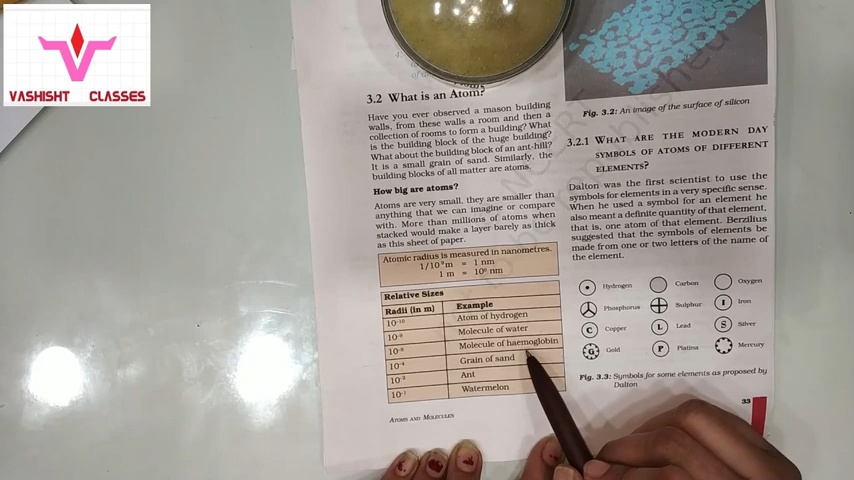 VASHISHT CLASSES
3.2 What is an Atom?
Have you ever observed a mason building
walls, from these walls a room and then a
collection of rooms to form a building? What
is the building block of the huge building?
What about the building block of an ant-hill?
It is a small grain of sand. Similarly, the
building blocks of all matter are atoms.
How big are atoms?
Atoms are very small, they are smaller than
anything that we can imagine or compare
with. More than millions of atoms when
stacked would make a layer barely as thick
as this sheet of paper.
Atomic radius is measured in nanometres.
1/10⁹ m = 1 nm
1 m = 10⁹ nm
Relative Sizes
Radii (in m) Example
10⁻¹⁰ Atom of hydrogen
10⁻⁹ Molecule of water
10⁻⁸ Molecule of haemoglobin
10⁻⁴ Grain of sand
10⁻³ Ant
10⁻¹ Watermelon
ATOMS AND MOLECULES
Fig. 3.2: An image of the surface of silicon
3.2.1 WHAT ARE THE MODERN DAY
SYMBOLS OF ATOMS OF DIFFERENT
ELEMENTS?
Dalton was the first scientist to use the
symbols for elements in a very specific sense.
When he used a symbol for an element he
also meant a definite quantity of that element,
that is, one atom of that element. Berzilius
suggested that the symbols of elements be
made from one or two letters of the name of
the element.
Hydrogen Carbon Oxygen
Phosphorus Sulphur I Iron
C Copper L Lead S Silver
G Gold P Platina Mercury
Fig. 3.3: Symbols for some elements as proposed by
Dalton
33